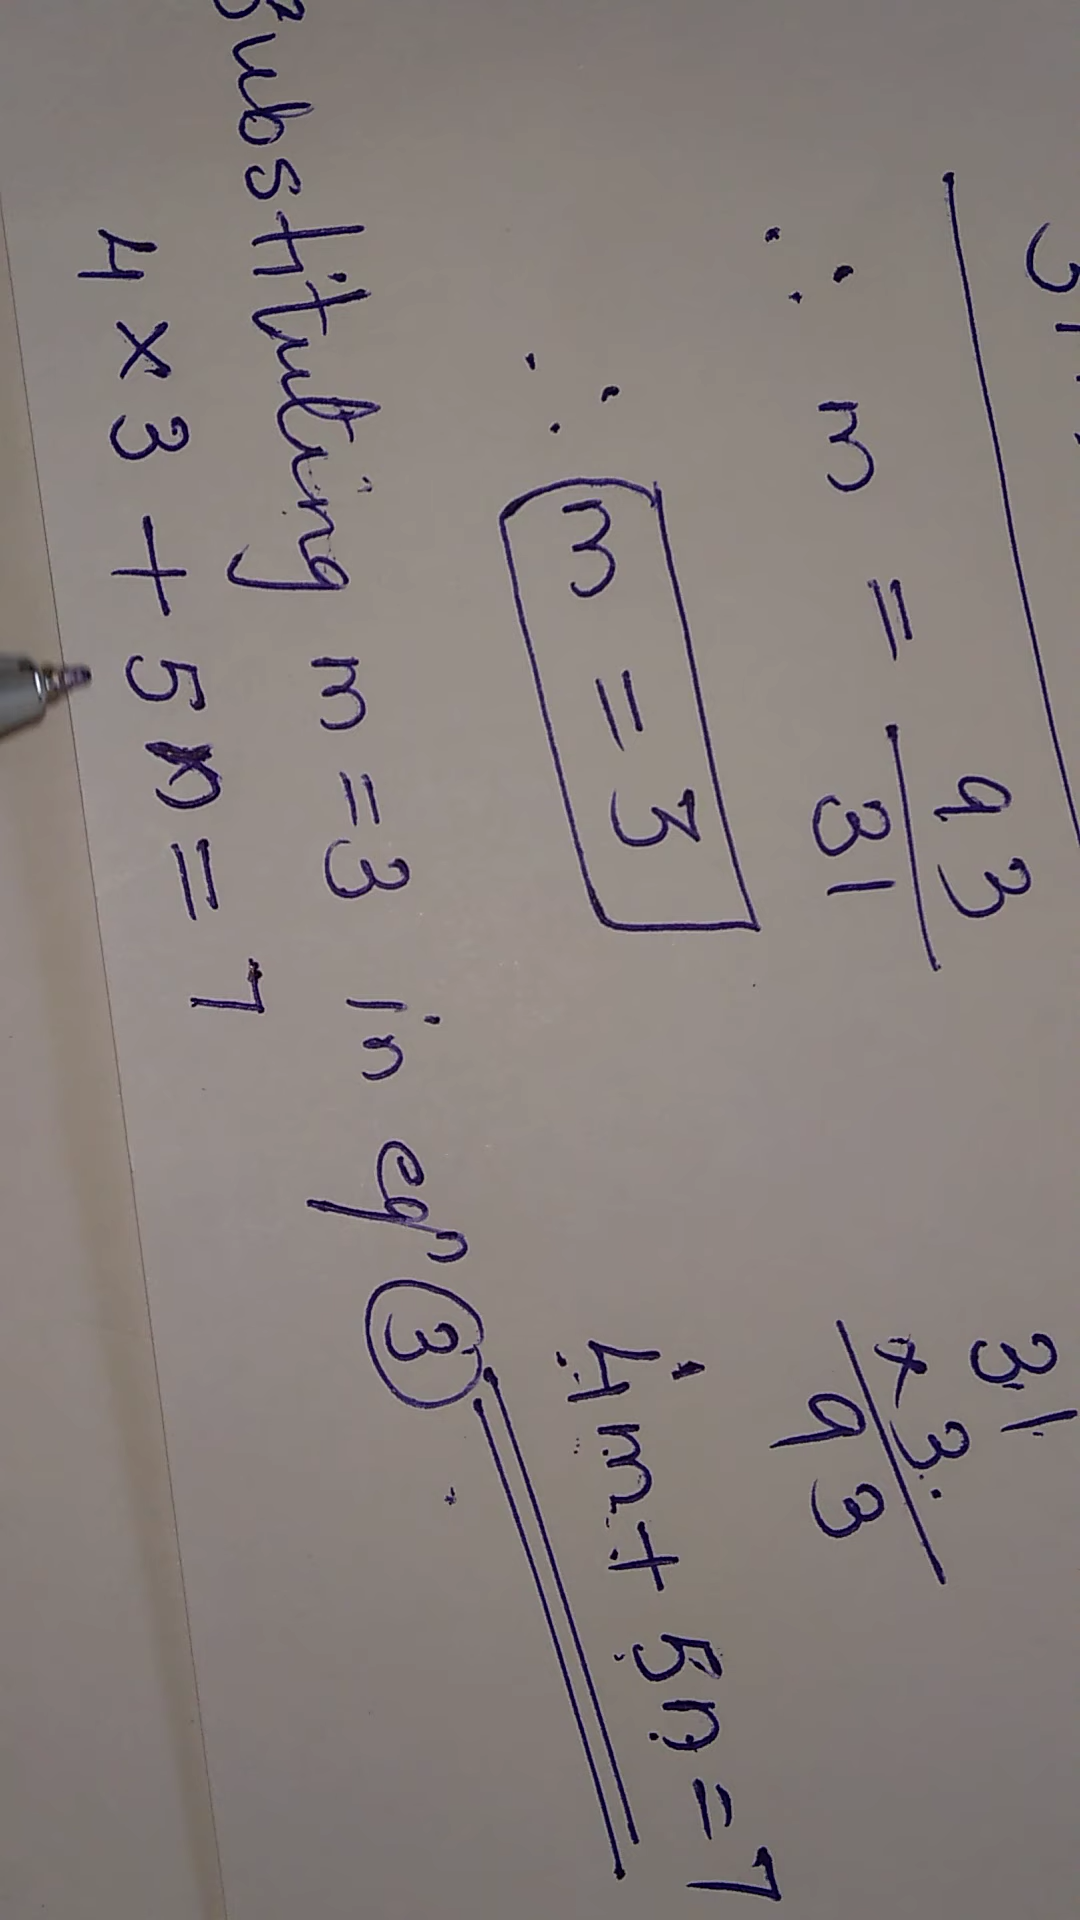 ∴ m = 93/31
31
×3
93
∴ m = 3
4m + 5n = 7
Substituting m = 3 in eqn 3
4 × 3 + 5n = 7